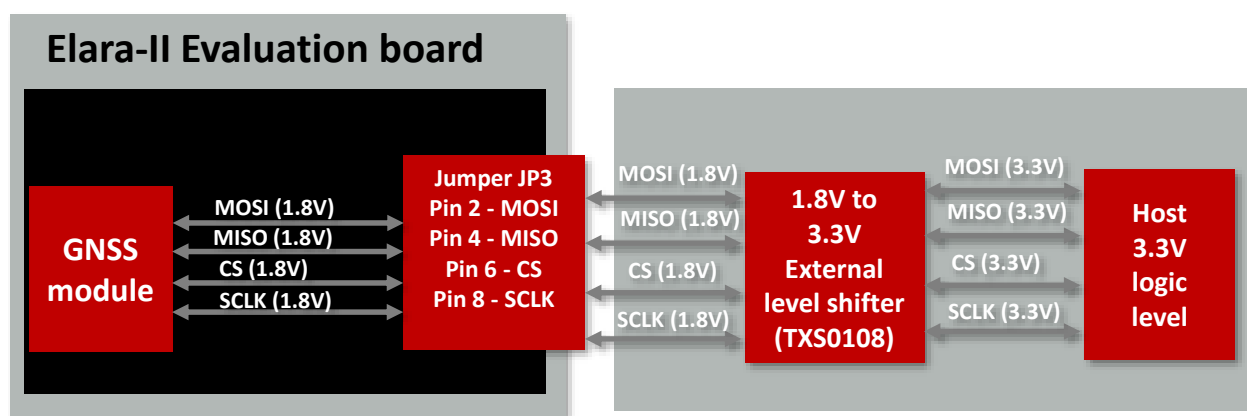 Elara-II Evaluation board
GNSS
module
MOSI (1.8V)
MISO (1.8V)
CS (1.8V)
SCLK (1.8V)
Jumper JP3
Pin 2 - MOSI
Pin 4 - MISO
Pin 6 - CS
Pin 8 - SCLK
MOSI (1.8V)
MISO (1.8V)
CS (1.8V)
SCLK (1.8V)
1.8V to
3.3V
External
level shifter
(TXS0108)
MOSI (3.3V)
MISO (3.3V)
CS (3.3V)
SCLK (3.3V)
Host
3.3V
logic
level